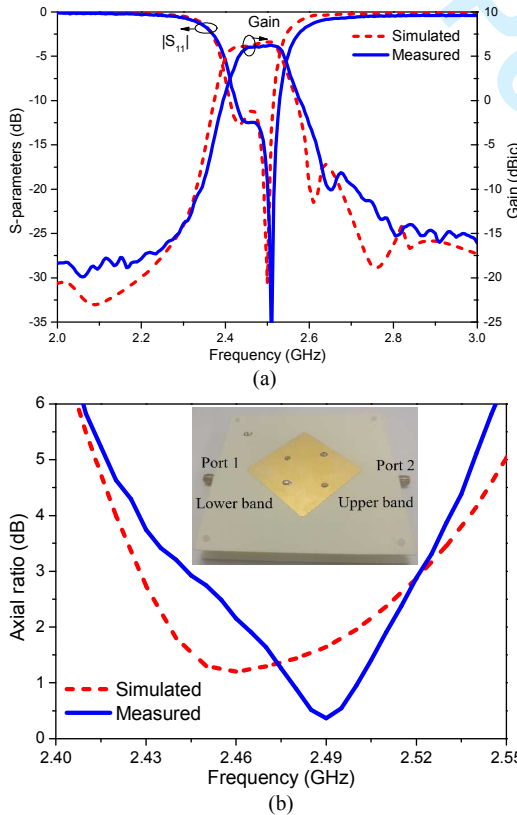 0
-5
-10
-15
-20
-25
-30
-35
S-parameters (dB)
10
5
0
-5
-10
-15
-20
-25
Gain (dBic)
|S11|
Gain
Simulated
Measured
2.0 2.2 2.4 2.6 2.8 3.0
Frequency (GHz)
(a)
6
5
4
3
2
1
0
Axial ratio (dB)
Port 1
Port 2
Lower band
Upper band
Simulated
Measured
2.40 2.43 2.46 2.49 2.52 2.55
Frequency (GHz)
(b)